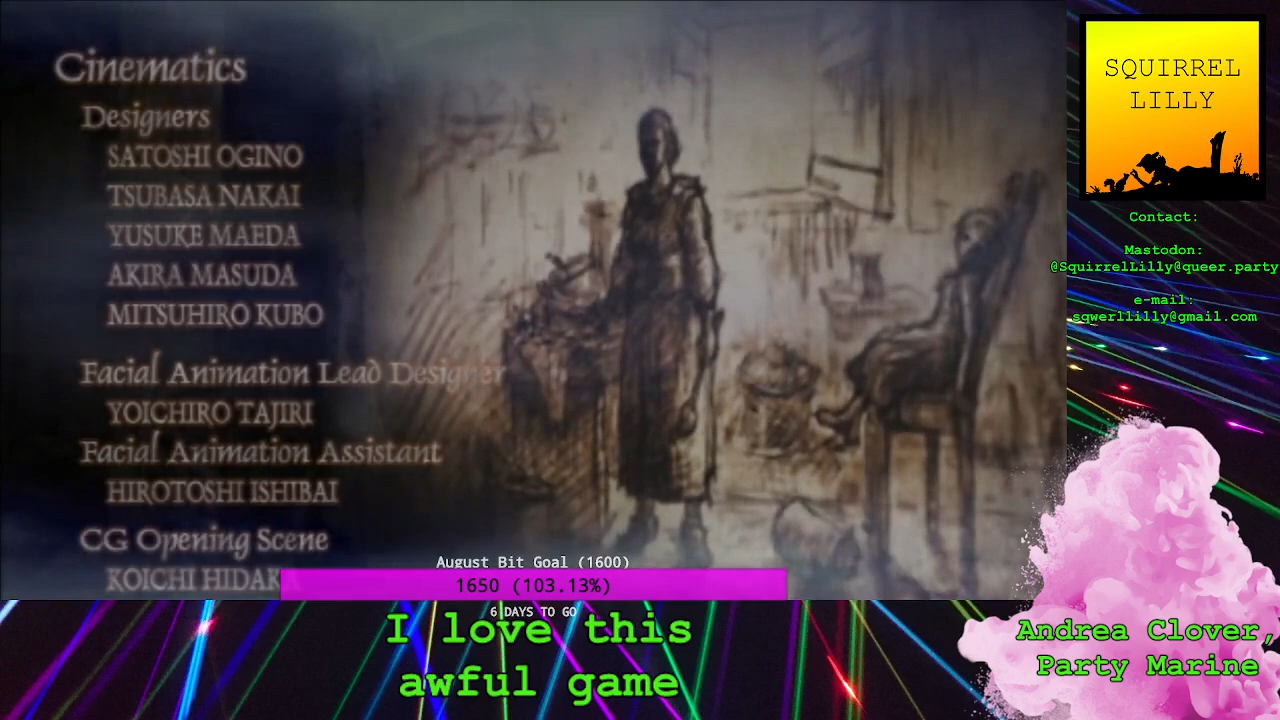 Cinematics
Designers
SATOSHI OGINO
TSUBASA NAKAI
YUSUKE MAEDA
AKIRA MASUDA
MITSUHIRO KUBO
Facial Animation Lead Designer
YOICHIRO TAJIRI
Facial Animation Assistant
HIROTOSHI ISHIBAI
CG Opening Scene
KOICHI
August Bit Goal (1600)
1650 (103.13%)
6 DAYS TO GO
I love this
awful game
SQUIRREL
LILLY
Contact:
Mastodon:
@SquirrelLilly@queer.party
e-mail:
sqwerllilly@gmail.com
Andrea Clover,
Party Marine